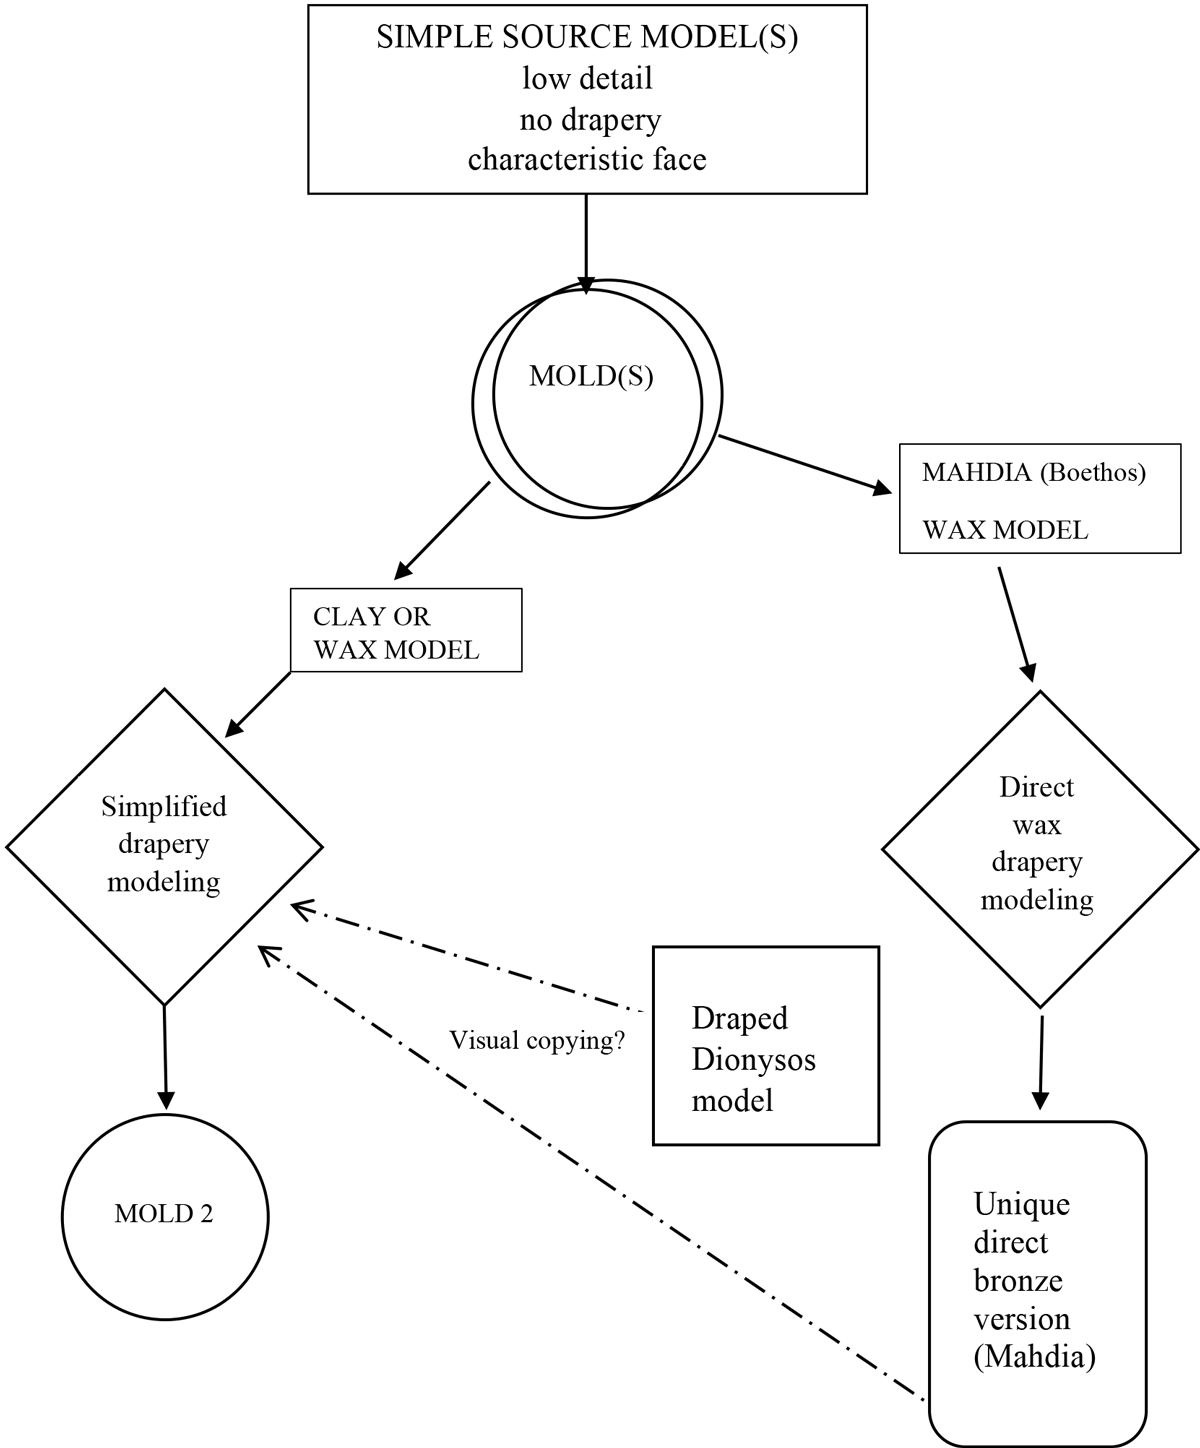 SIMPLE SOURCE MODEL(S)
low detail
no drapery
characteristic face
MOLD(S)
MAHDIA (Boethos)
WAX MODEL
CLAY OR
WAX MODEL
Simplified
drapery
modeling
Direct
wax
drapery
modeling
Draped
Dionysos
model
Visual copying?
MOLD 2
Unique
direct
bronze
version
(Mahdia)